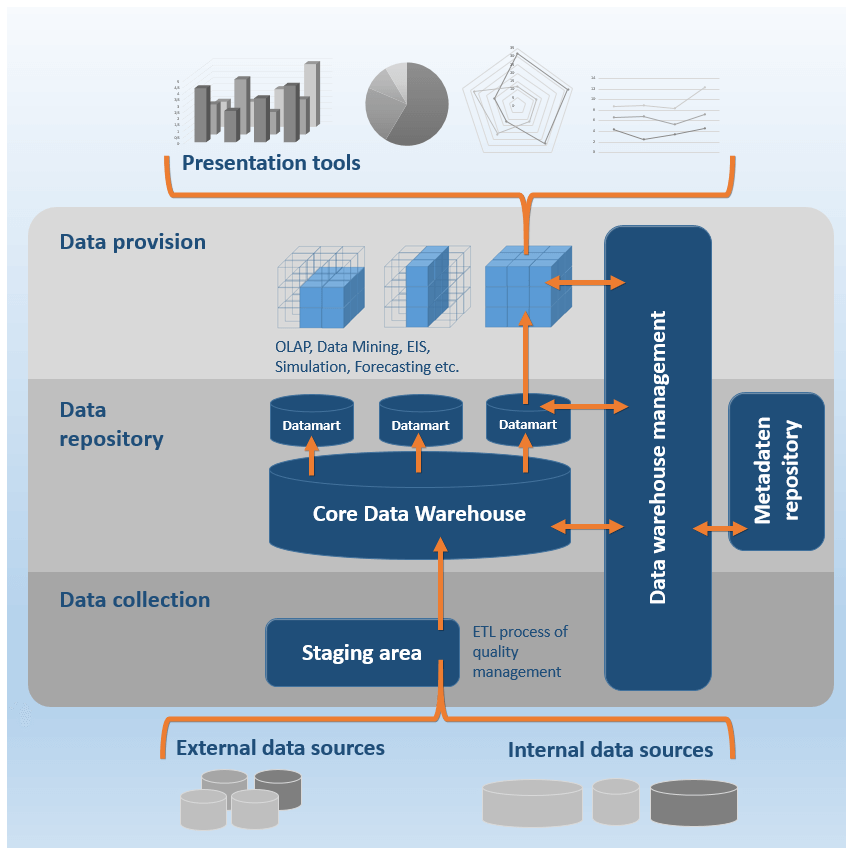 Presentation tools
Data provision
OLAP, Data Mining, EIS,
Simulation, Forecasting etc.
Data
repository
Datamart
Datamart
Datamart
Core Data Warehouse
Data warehouse management
Metadaten
repository
Data collection
Staging area
ETL process of
quality
management
External data sources
Internal data sources